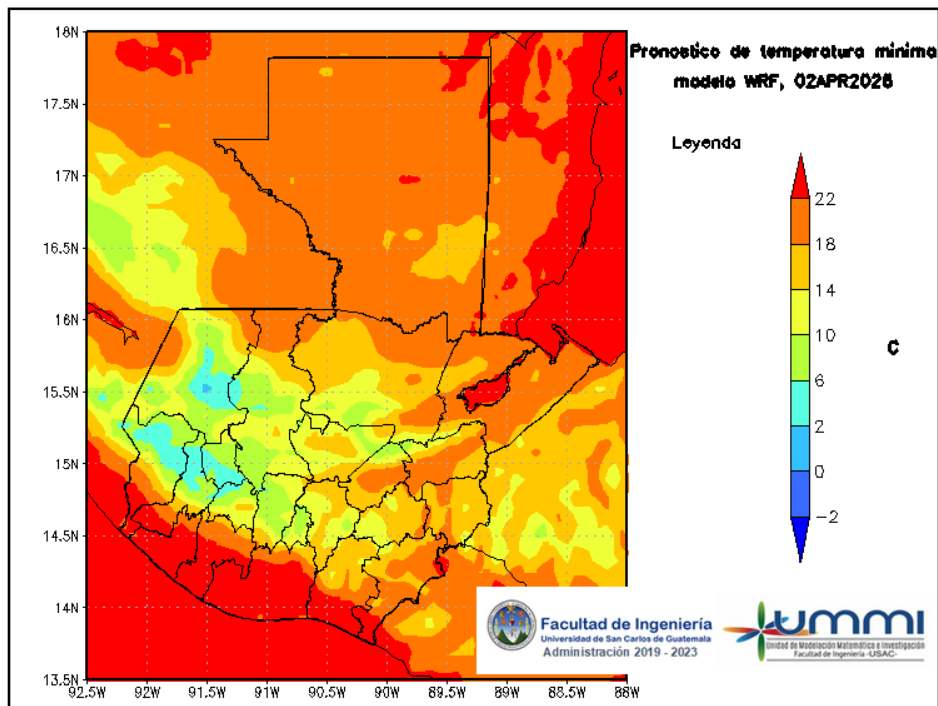 Pronostico de temperatura minima
modelo WRF, 02APR2026
Leyenda
22
18
14
10
6
2
0
−2
C
18N
17.5N
17N
16.5N
16N
15.5N
15N
14.5N
14N
13.5N
92.5W
92W
91.5W
91W
90.5W
90W
89.5W
89W
88.5W
88W
Facultad de Ingeniería
Universidad de San Carlos de Guatemala
Administración 2019 - 2023
UMMI
Unidad de Modelación Matemática e Investigación
Facultad de Ingeniería -USAC-